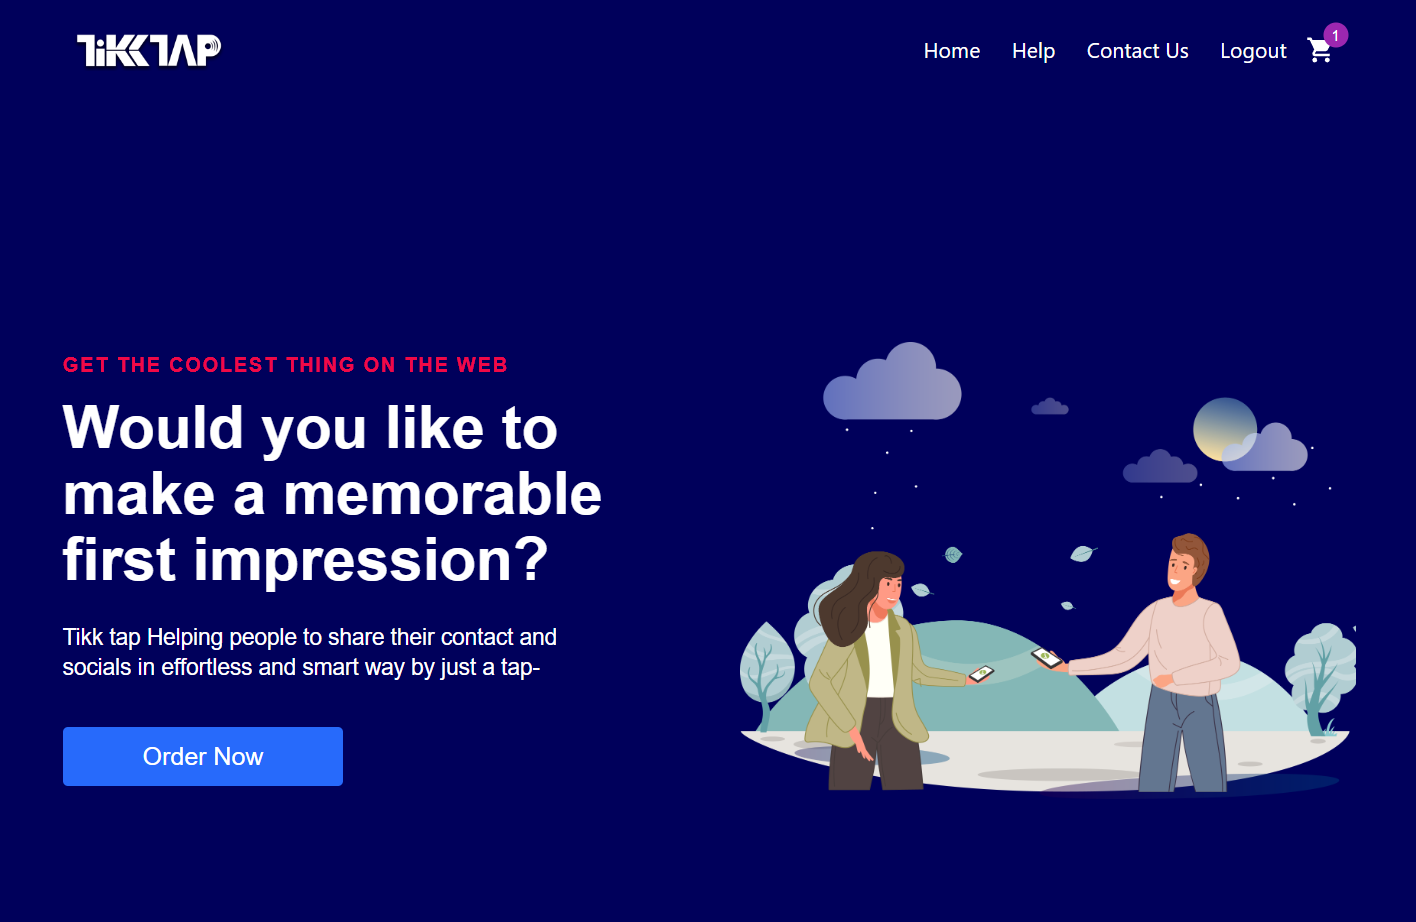 TiKK TAP
Home Help Contact Us Logout 1
GET THE COOLEST THING ON THE WEB
Would you like to
make a memorable
first impression?
Tikk tap Helping people to share their contact and
socials in effortless and smart way by just a tap-
Order Now